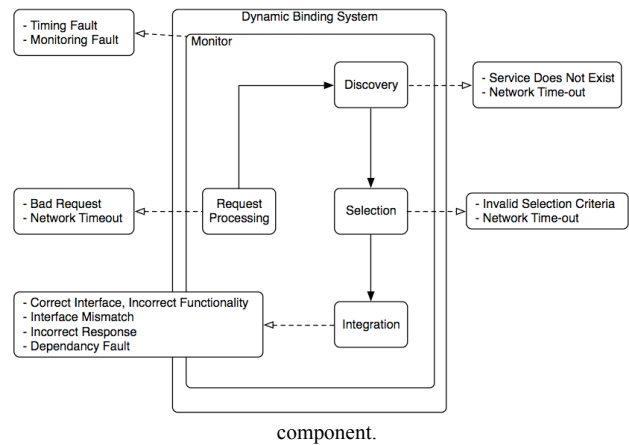 Dynamic Binding System
- Timing Fault
- Monitoring Fault
Monitor
Discovery
- Service Does Not Exist
- Network Time-out
- Bad Request
- Network Timeout
Request
Processing
Selection
- Invalid Selection Criteria
- Network Time-out
- Correct Interface, Incorrect Functionality
- Interface Mismatch
- Incorrect Response
- Dependancy Fault
Integration
component.